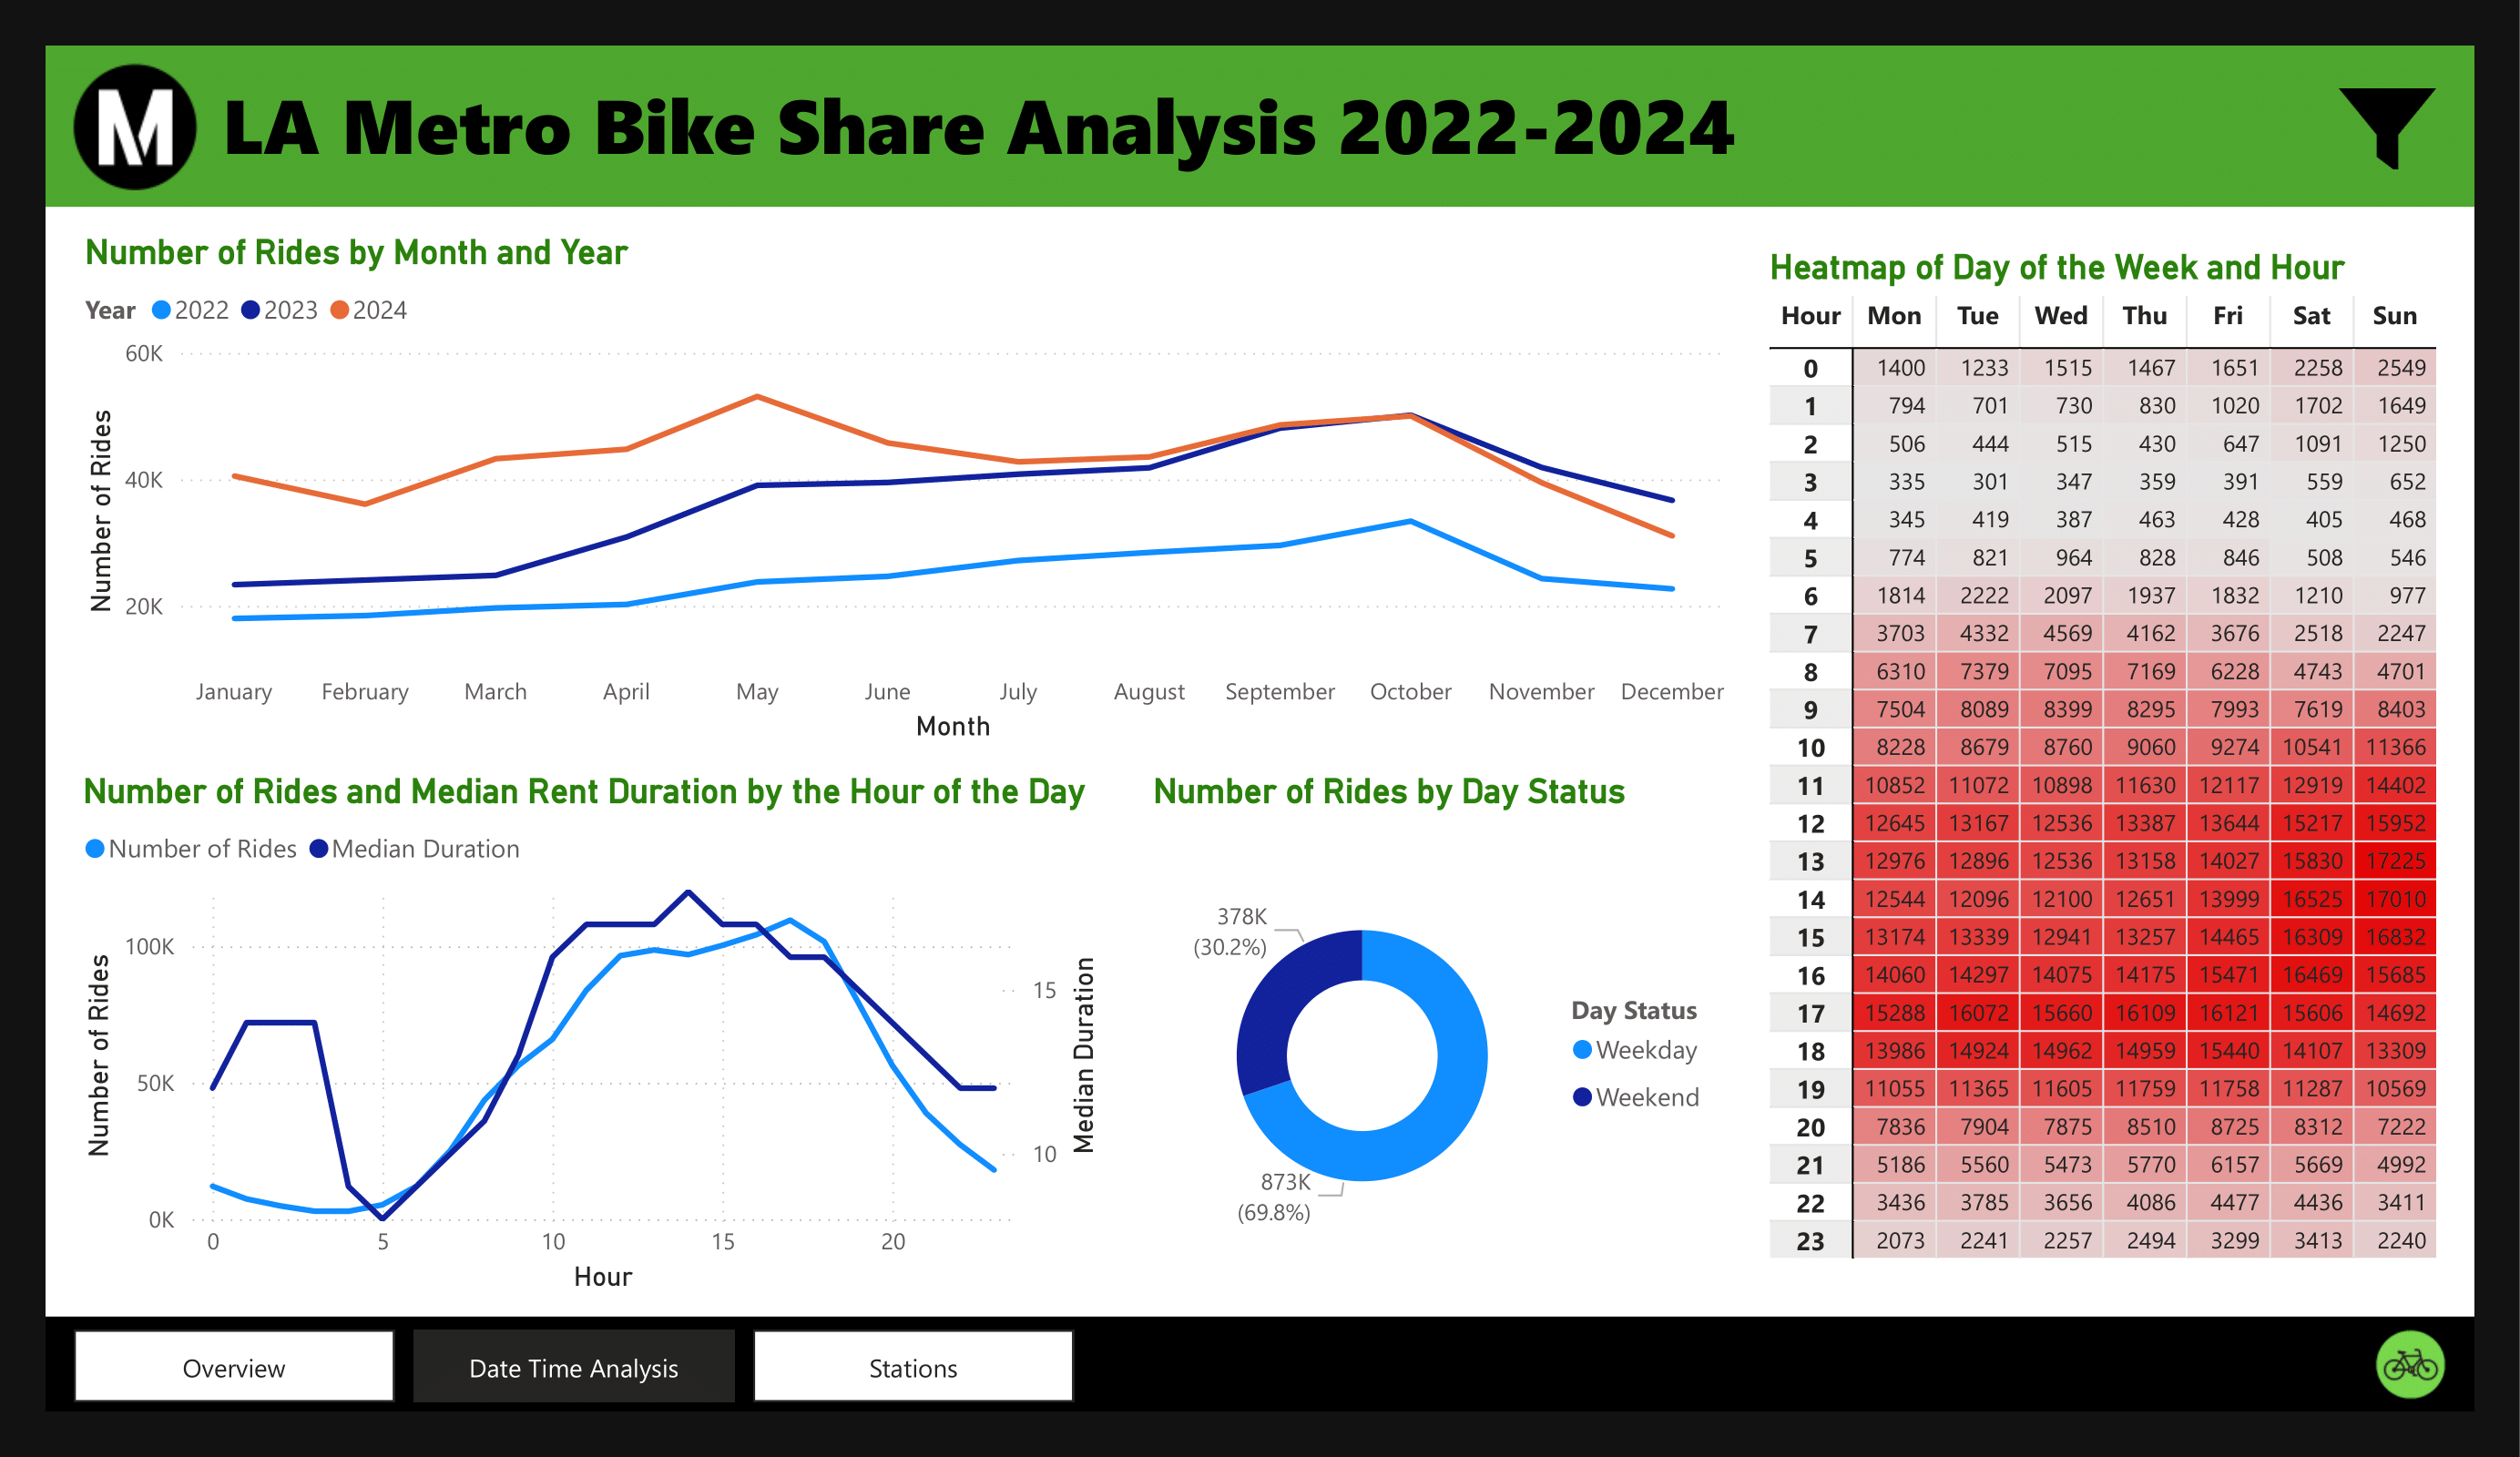 M
LA Metro Bike Share Analysis 2022-2024
Number of Rides by Month and Year
Year 2022 2023 2024
60K
40K
20K
Number of Rides
January February March April May June July August September October November December
Month
Number of Rides and Median Rent Duration by the Hour of the Day
Number of Rides Median Duration
100K
50K
0K
Number of Rides
15
10
Median Duration
0 5 10 15 20
Hour
Number of Rides by Day Status
378K
(30.2%)
873K
(69.8%)
Day Status
Weekday
Weekend
Heatmap of Day of the Week and Hour
Hour Mon Tue Wed Thu Fri Sat Sun
0 1400 1233 1515 1467 1651 2258 2549
1 794 701 730 830 1020 1702 1649
2 506 444 515 430 647 1091 1250
3 335 301 347 359 391 559 652
4 345 419 387 463 428 405 468
5 774 821 964 828 846 508 546
6 1814 2222 2097 1937 1832 1210 977
7 3703 4332 4569 4162 3676 2518 2247
8 6310 7379 7095 7169 6228 4743 4701
9 7504 8089 8399 8295 7993 7619 8403
10 8228 8679 8760 9060 9274 10541 11366
11 10852 11072 10898 11630 12117 12919 14402
12 12645 13167 12536 13387 13644 15217 15952
13 12976 12896 12536 13158 14027 15830 17225
14 12544 12096 12100 12651 13999 16525 17010
15 13174 13339 12941 13257 14465 16309 16832
16 14060 14297 14075 14175 15471 16469 15685
17 15288 16072 15660 16109 16121 15606 14692
18 13986 14924 14962 14959 15440 14107 13309
19 11055 11365 11605 11759 11758 11287 10569
20 7836 7904 7875 8510 8725 8312 7222
21 5186 5560 5473 5770 6157 5669 4992
22 3436 3785 3656 4086 4477 4436 3411
23 2073 2241 2257 2494 3299 3413 2240
Overview
Date Time Analysis
Stations